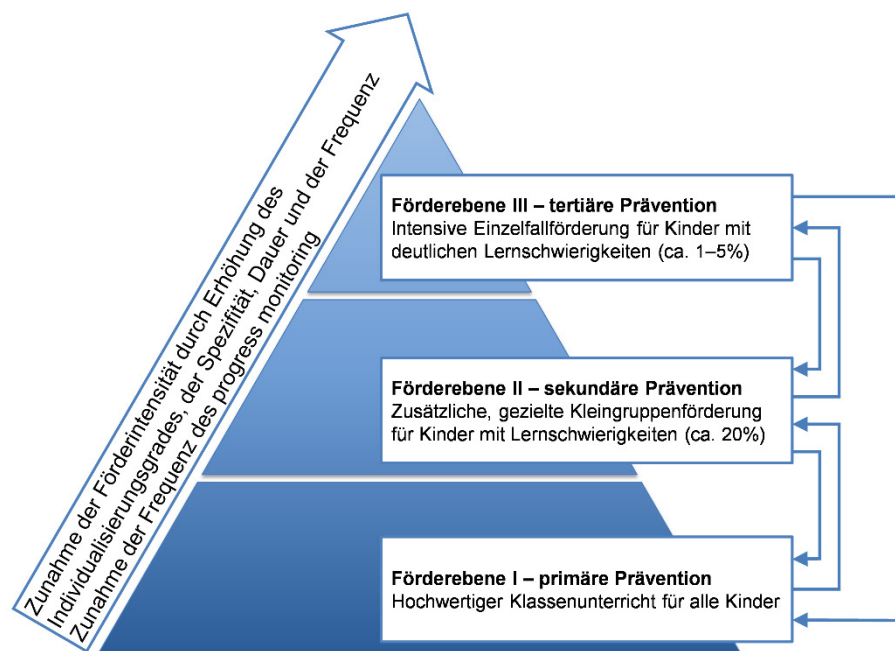 Zunahme der Förderintensität durch Erhöhung des
Individualisierungsgrades, der Spezifität, Dauer und der Frequenz
Zunahme der Frequenz des progress monitoring
Förderebene III – tertiäre Prävention
Intensive Einzelfallförderung für Kinder mit
deutlichen Lernschwierigkeiten (ca. 1–5%)
Förderebene II – sekundäre Prävention
Zusätzliche, gezielte Kleingruppenförderung
für Kinder mit Lernschwierigkeiten (ca. 20%)
Förderebene I – primäre Prävention
Hochwertiger Klassenunterricht für alle Kinder